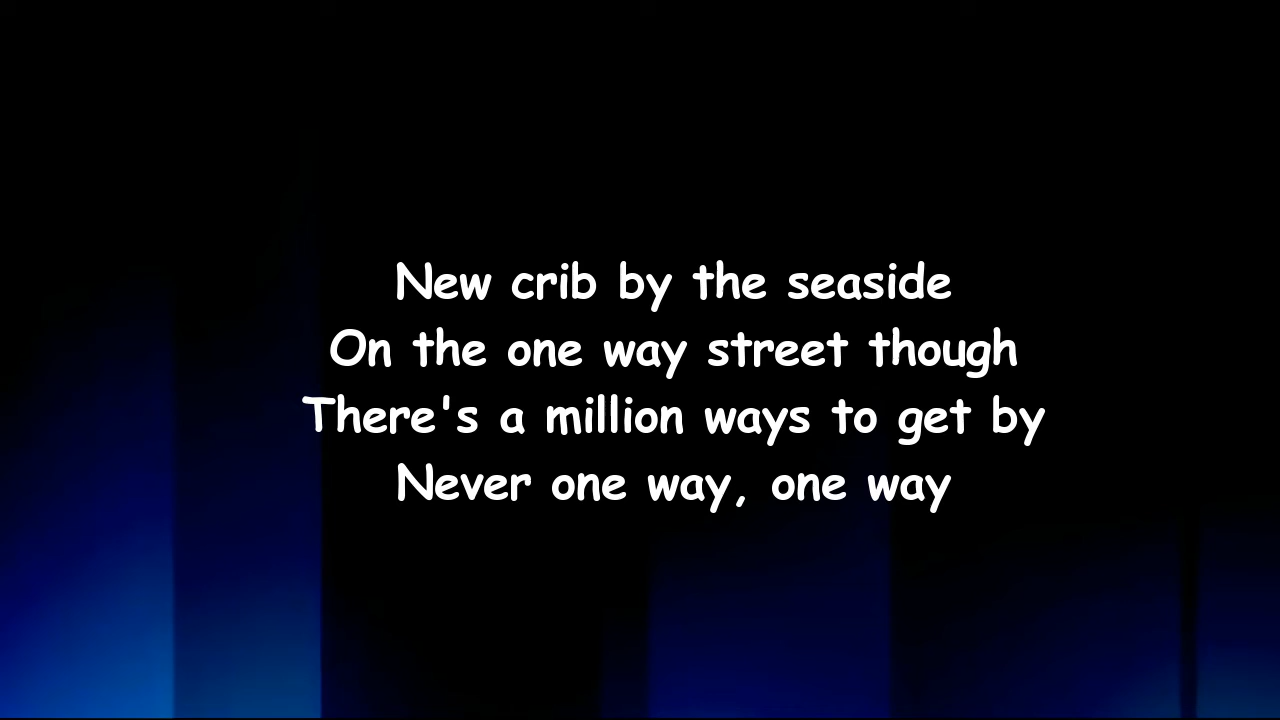 New crib by the seaside
On the one way street though
There's a million ways to get by
Never one way, one way